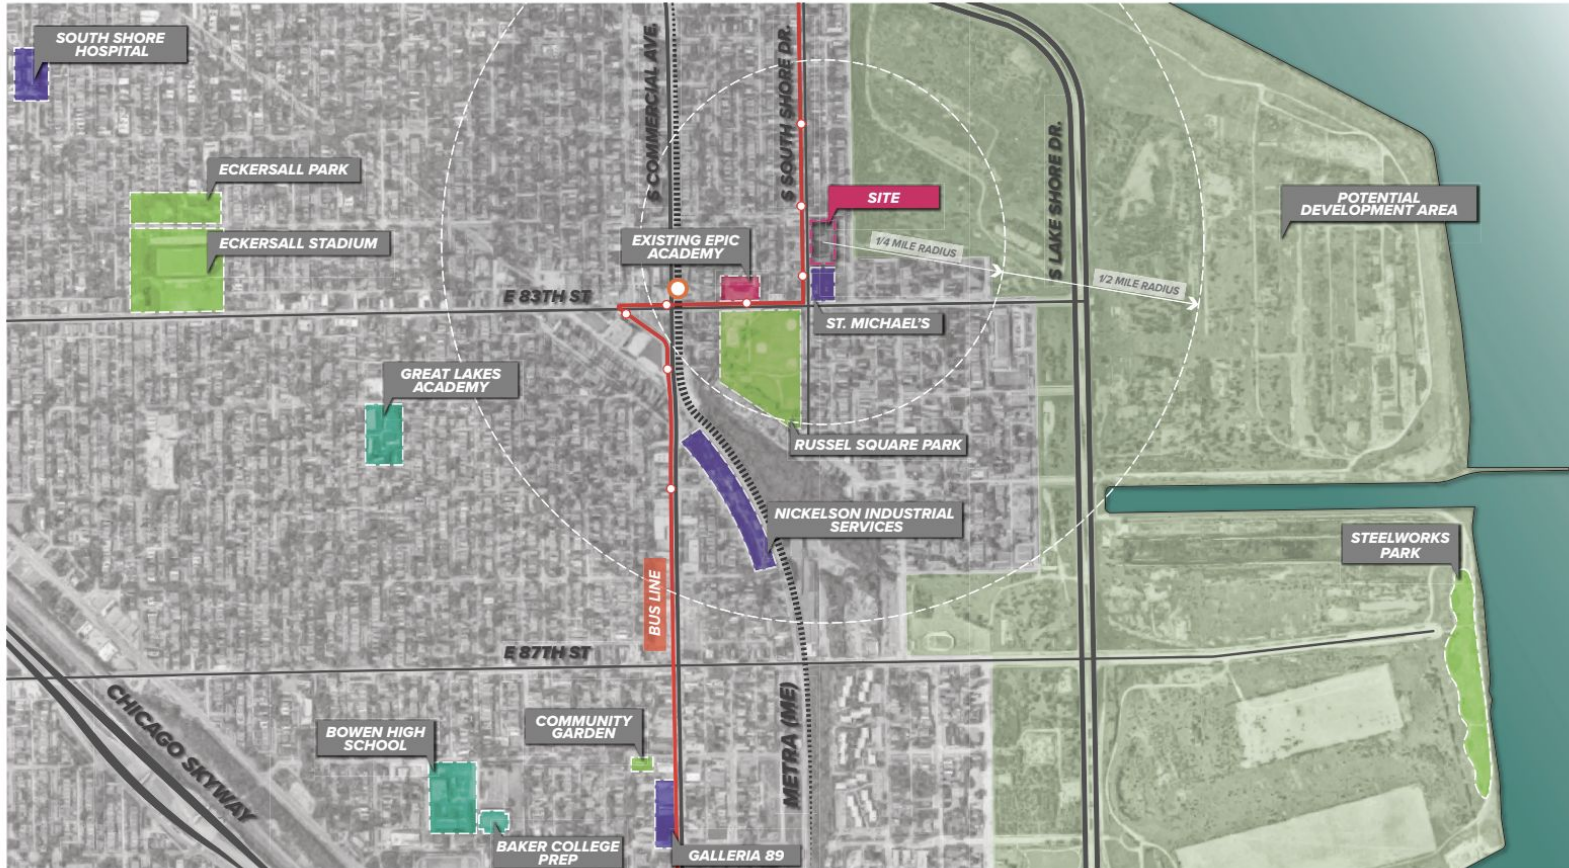 SOUTH SHORE
HOSPITAL
S COMMERCIAL AVE.
S SOUTH SHORE DR.
S LAKE SHORE DR.
ECKERSALL PARK
SITE
POTENTIAL
DEVELOPMENT AREA
ECKERSALL STADIUM
EXISTING EPIC
ACADEMY
1/4 MILE RADIUS
1/2 MILE RADIUS
E 83TH ST
ST. MICHAEL'S
GREAT LAKES
ACADEMY
RUSSEL SQUARE PARK
NICKELSON INDUSTRIAL
SERVICES
STEELWORKS
PARK
BUS LINE
E 87TH ST
CHICAGO SKYWAY
METRA (ME)
BOWEN HIGH
SCHOOL
COMMUNITY
GARDEN
BAKER COLLEGE
PREP
GALLERIA 89